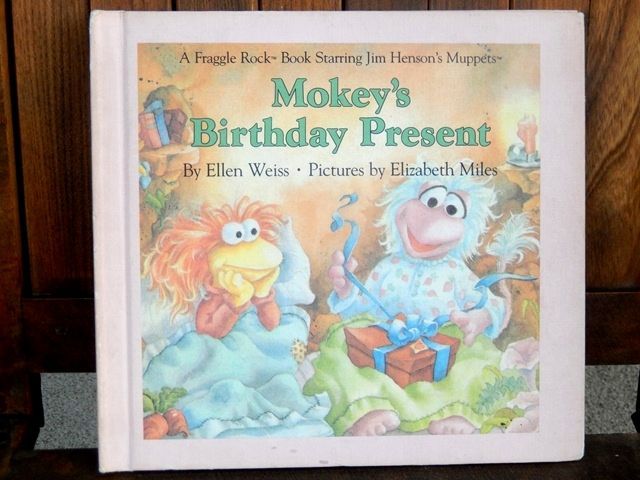 A Fraggle Rock™ Book Starring Jim Henson's Muppets™
Mokey's
Birthday Present
By Ellen Weiss • Pictures by Elizabeth Miles